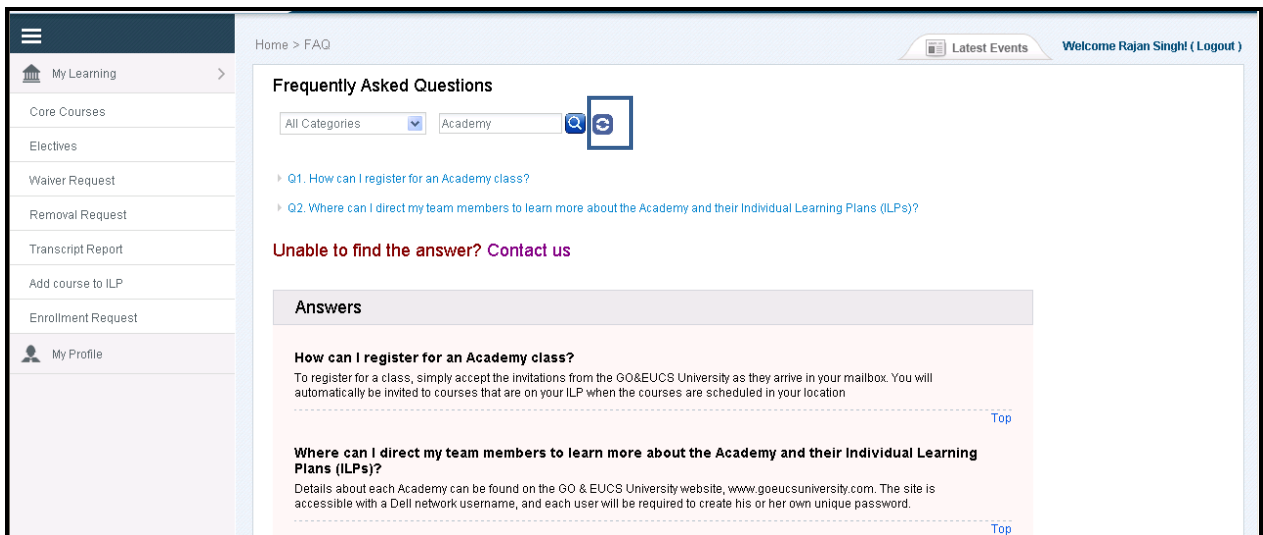 Home > FAQ
Latest Events
Welcome Rajan Singh! ( Logout )
My Learning
Core Courses
Electives
Waiver Request
Removal Request
Transcript Report
Add course to ILP
Enrollment Request
My Profile
Frequently Asked Questions
All Categories
Academy
Q1. How can I register for an Academy class?
Q2. Where can I direct my team members to learn more about the Academy and their Individual Learning Plans (ILPs)?
Unable to find the answer? Contact us
Answers
How can I register for an Academy class?
To register for a class, simply accept the invitations from the GO&EUCS University as they arrive in your mailbox. You will
automatically be invited to courses that are on your ILP when the courses are scheduled in your location
Top
Where can I direct my team members to learn more about the Academy and their Individual Learning
Plans (ILPs)?
Details about each Academy can be found on the GO & EUCS University website, www.goeucsuniversity.com. The site is
accessible with a Dell network username, and each user will be required to create his or her own unique password.
Top